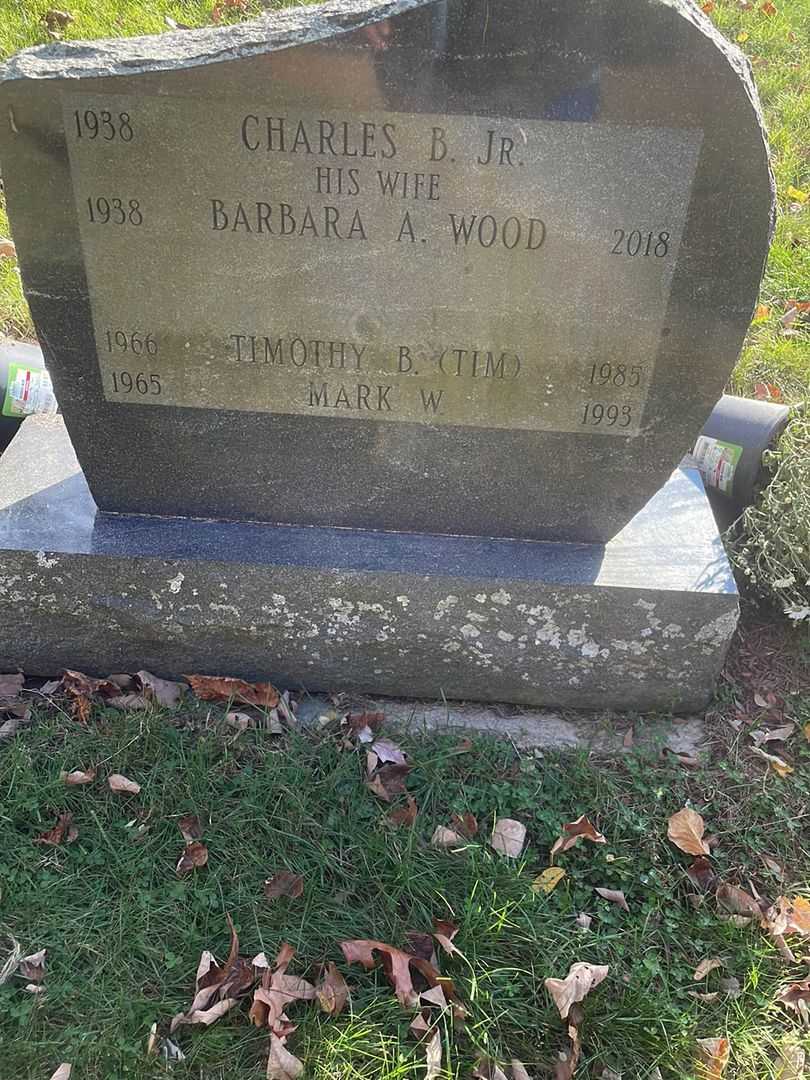 1938 CHARLES B. JR.
HIS WIFE
1938 BARBARA A. WOOD 2018
1966 TIMOTHY B. (TIM) 1985
1965 MARK W 1993